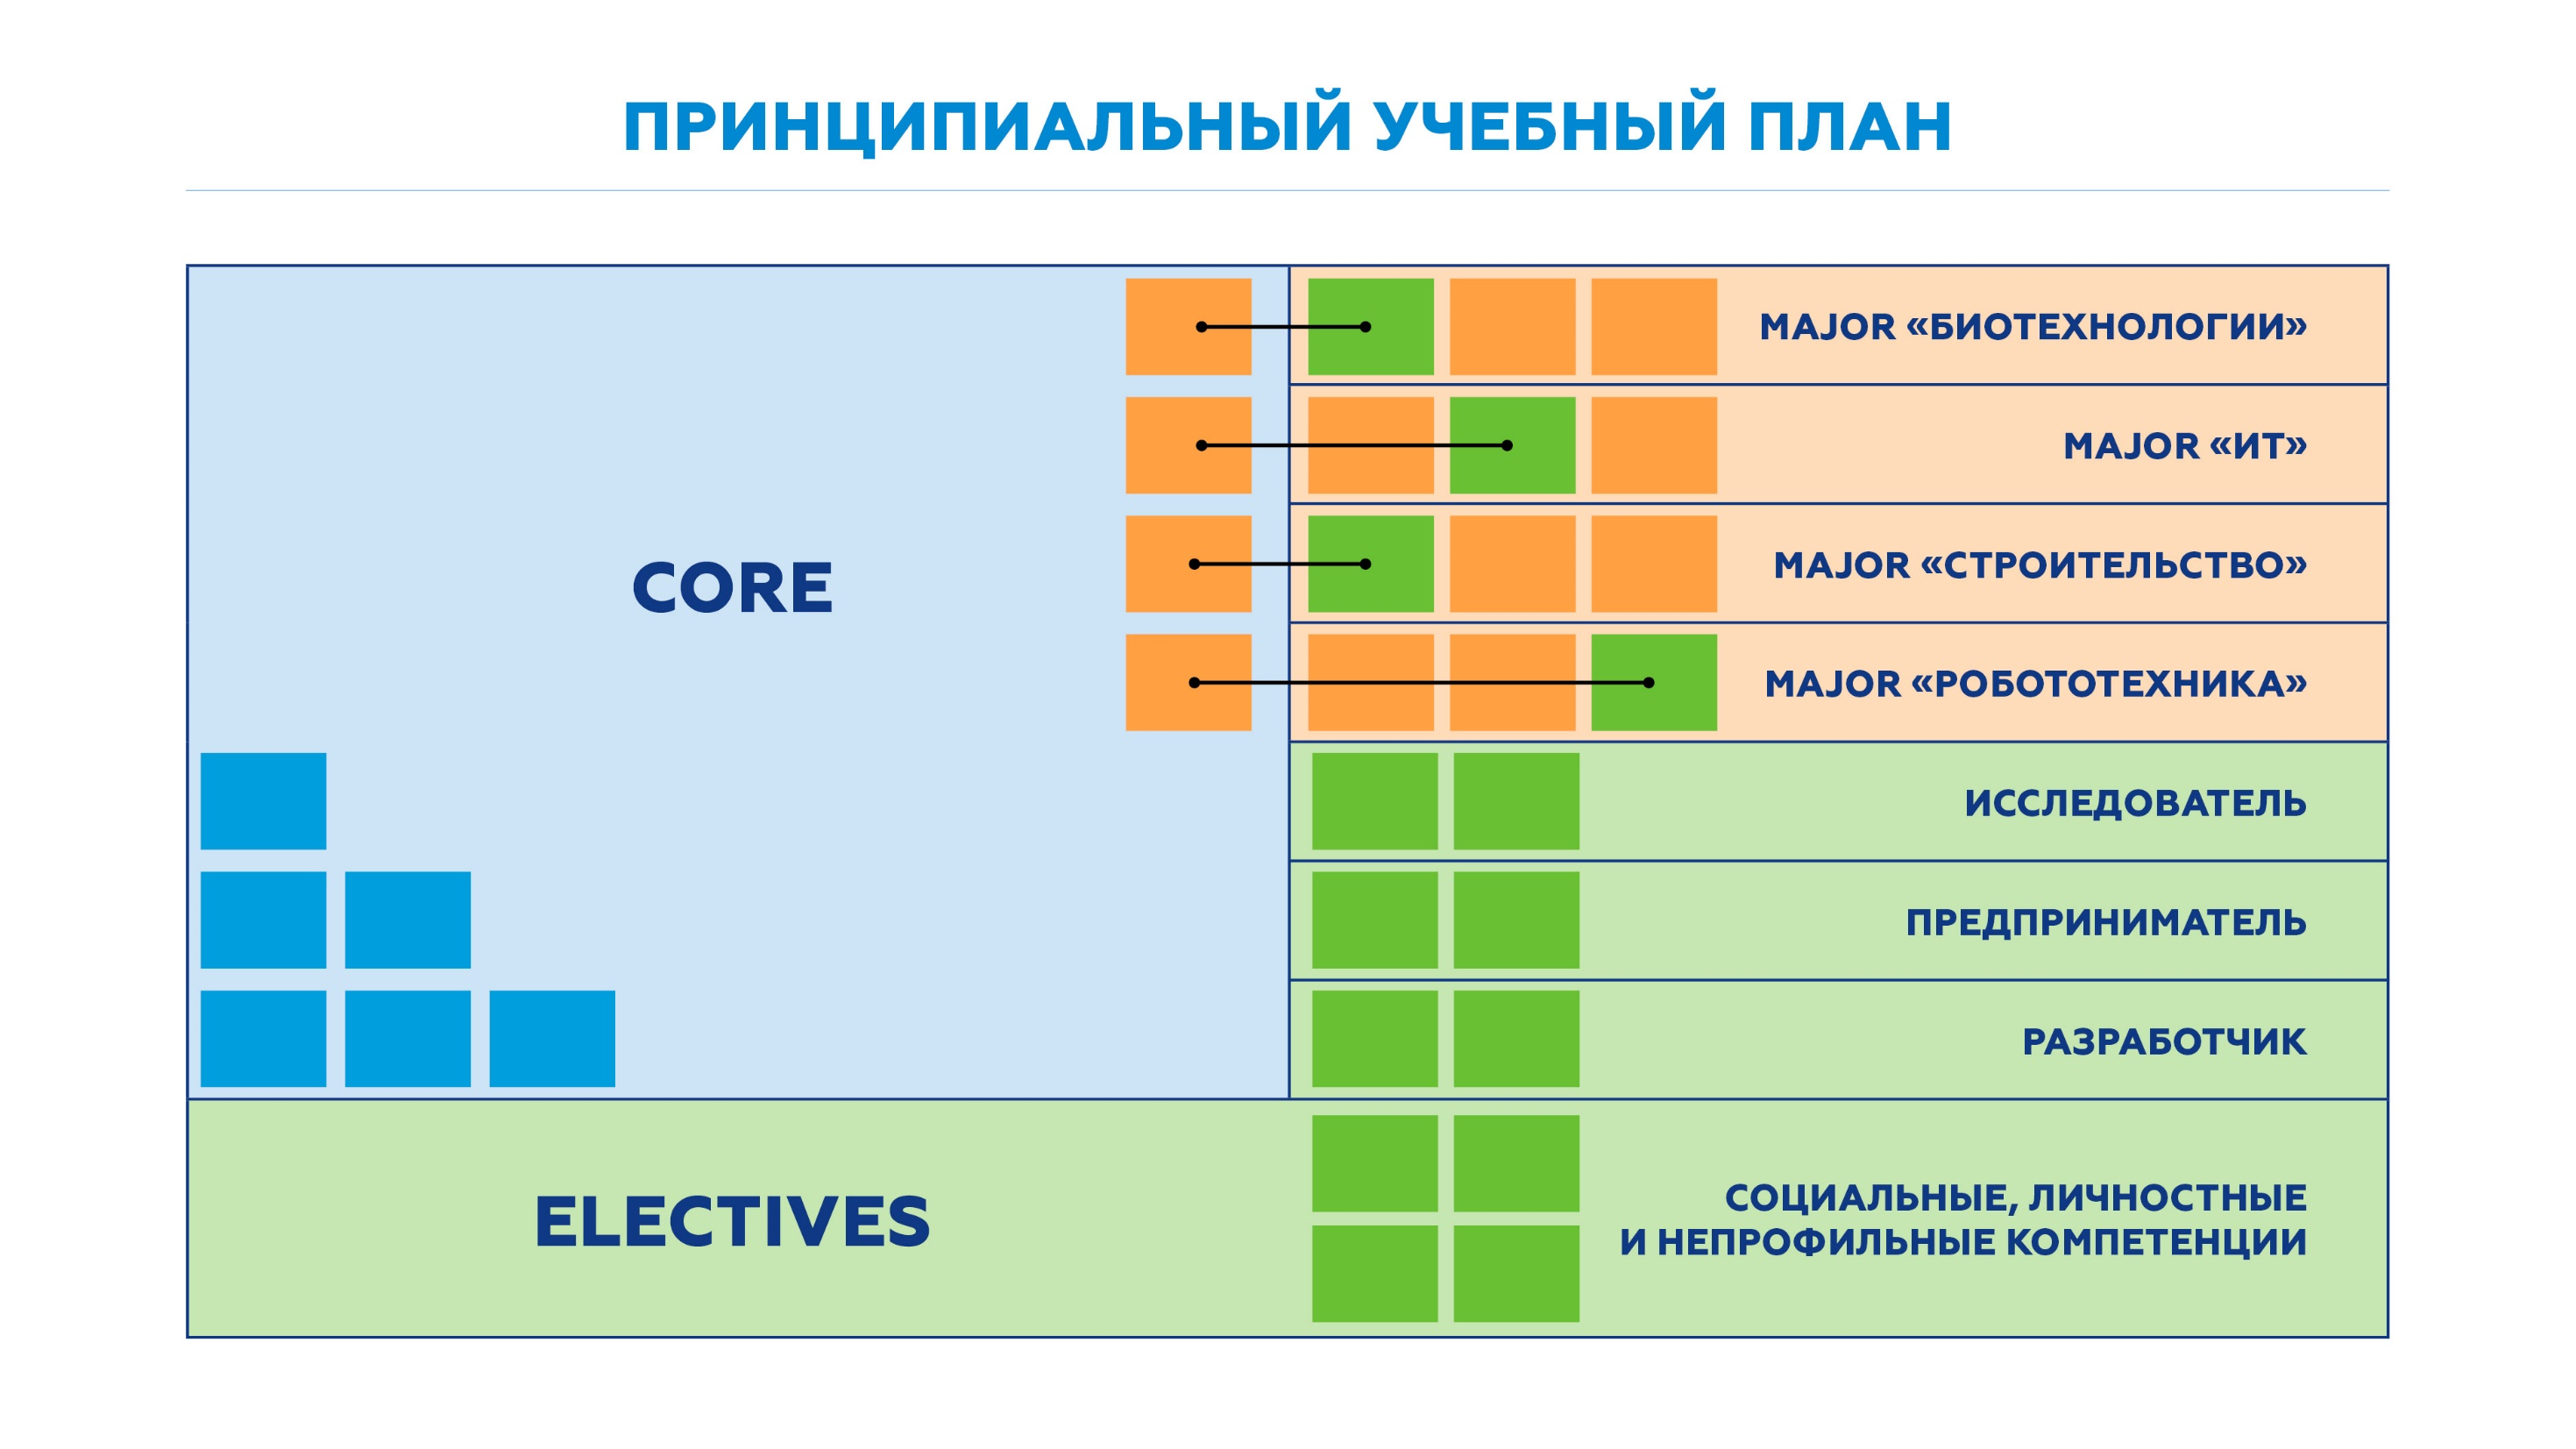 ПРИНЦИПИАЛЬНЫЙ УЧЕБНЫЙ ПЛАН
CORE
MAJOR «БИОТЕХНОЛОГИИ»
MAJOR «ИТ»
MAJOR «СТРОИТЕЛЬСТВО»
MAJOR «РОБОТОТЕХНИКА»
ИССЛЕДОВАТЕЛЬ
ПРЕДПРИНИМАТЕЛЬ
РАЗРАБОТЧИК
ELECTIVES
СОЦИАЛЬНЫЕ, ЛИЧНОСТНЫЕ
И НЕПРОФИЛЬНЫЕ КОМПЕТЕНЦИИ